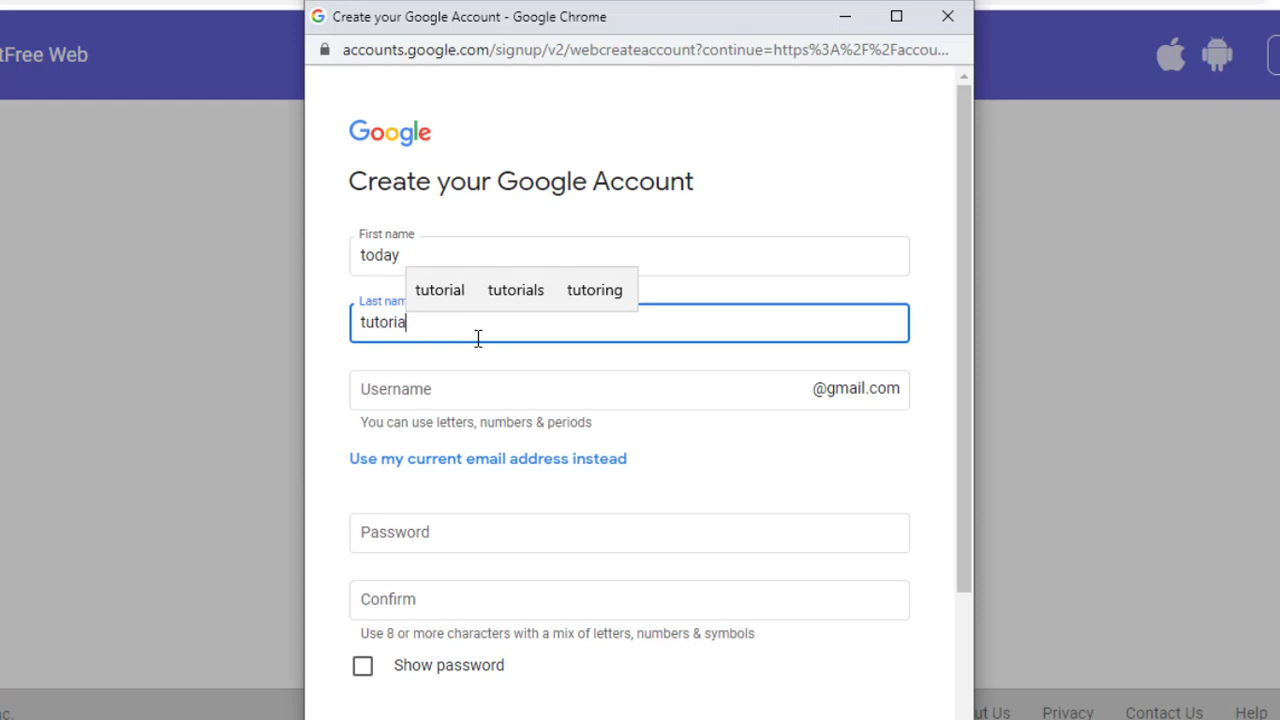 Create your Google Account - Google Chrome
accounts.google.com/signup/v2/webcreateaccount?continue=https%3A%2F%2Faccou...
tFree Web
Google
Create your Google Account
First name
today
tutorial tutorials tutoring
Last nam
tutoria
Username @gmail.com
You can use letters, numbers & periods
Use my current email address instead
Password
Confirm
Use 8 or more characters with a mix of letters, numbers & symbols
Show password
nc. ut Us Privacy Contact Us Help